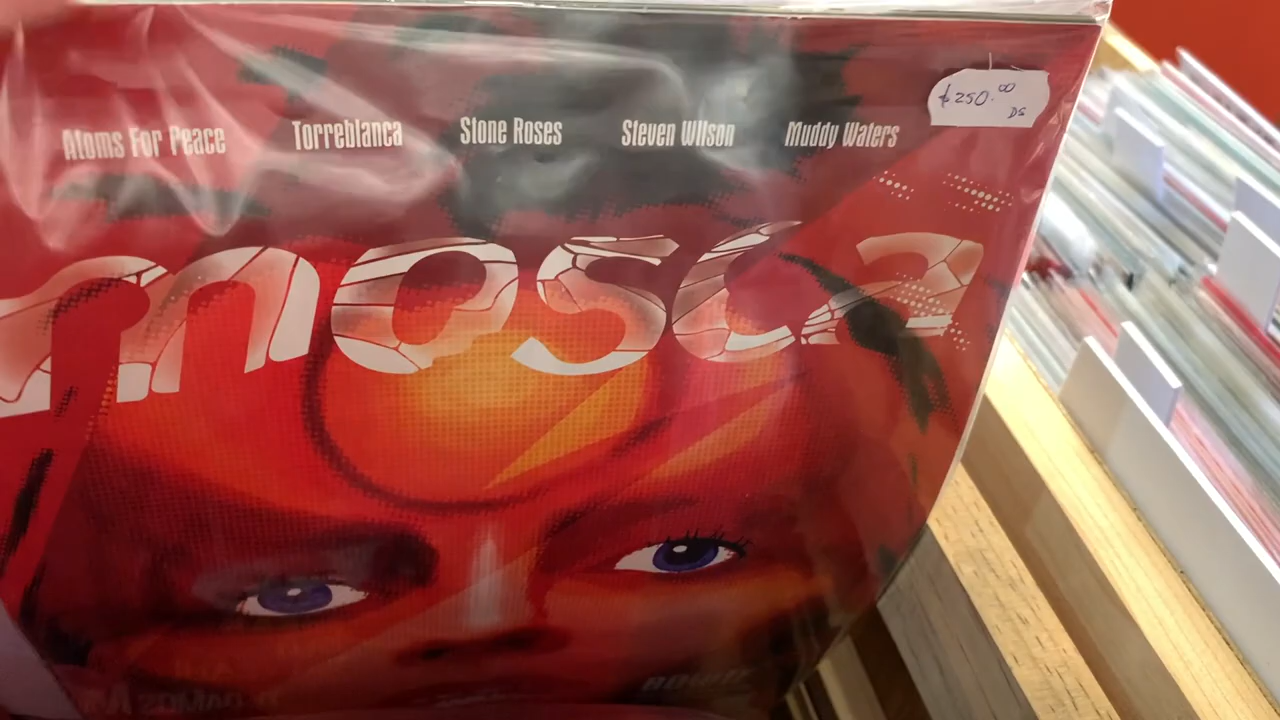 Atoms For Peace Torreblanca Stone Roses Steven Wilson Muddy Waters
$250.00
DS
mosca